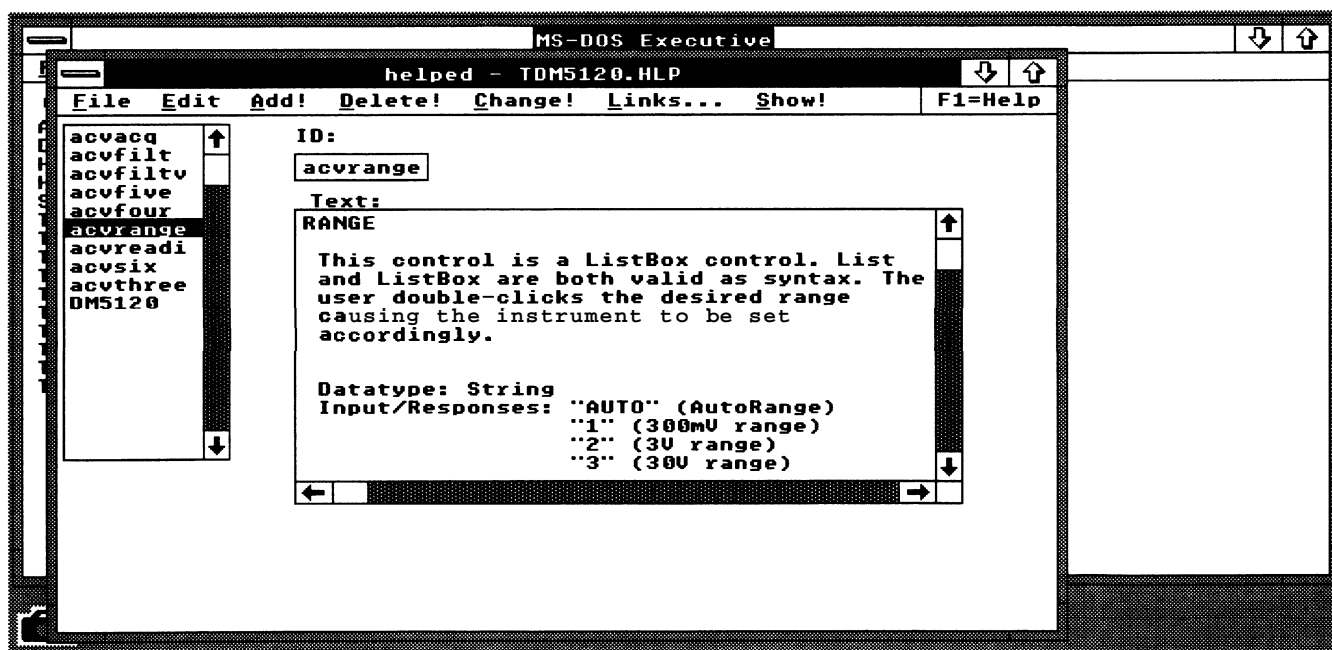 MS-DOS Executive
helped - TDM5120.HLP
File Edit Add! Delete! Change! Links... Show! F1=Help
acvacq
acvfilt
acvfiltv
acvfive
acvfour
acvrange
acvreadi
acvsix
acvthree
DM5120
ID:
acvrange
Text:
RANGE
This control is a ListBox control. List
and ListBox are both valid as syntax. The
user double-clicks the desired range
causing the instrument to be set
accordingly.
Datatype: String
Input/Responses: "AUTO" (AutoRange)
"1" (300mV range)
"2" (3V range)
"3" (30V range)